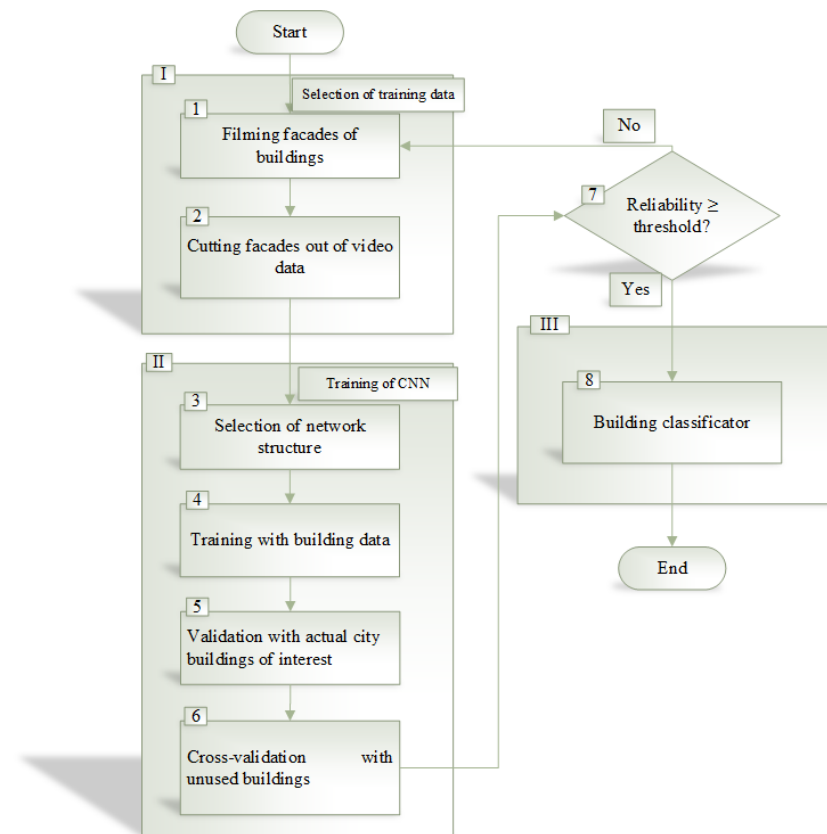 Start
I
Selection of training data
1
Filming facades of
buildings
2
Cutting facades out of video
data
II
Training of CNN
3
Selection of network
structure
4
Training with building data
5
Validation with actual city
buildings of interest
6
Cross-validation with
unused buildings
No
7
Reliability ≥
threshold?
Yes
III
8
Building classificator
End